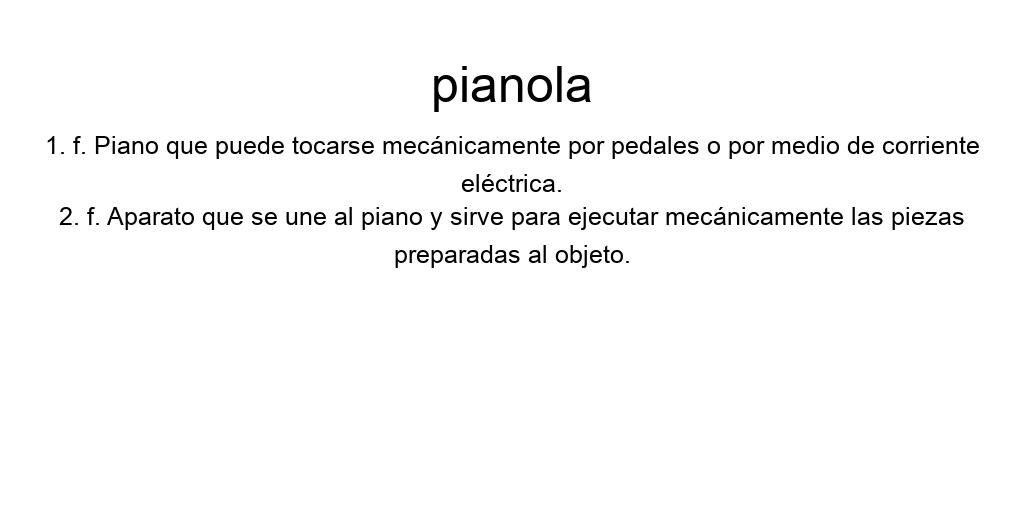 pianola
1. f. Piano que puede tocarse mecánicamente por pedales o por medio de corriente
eléctrica.
2. f. Aparato que se une al piano y sirve para ejecutar mecánicamente las piezas
preparadas al objeto.